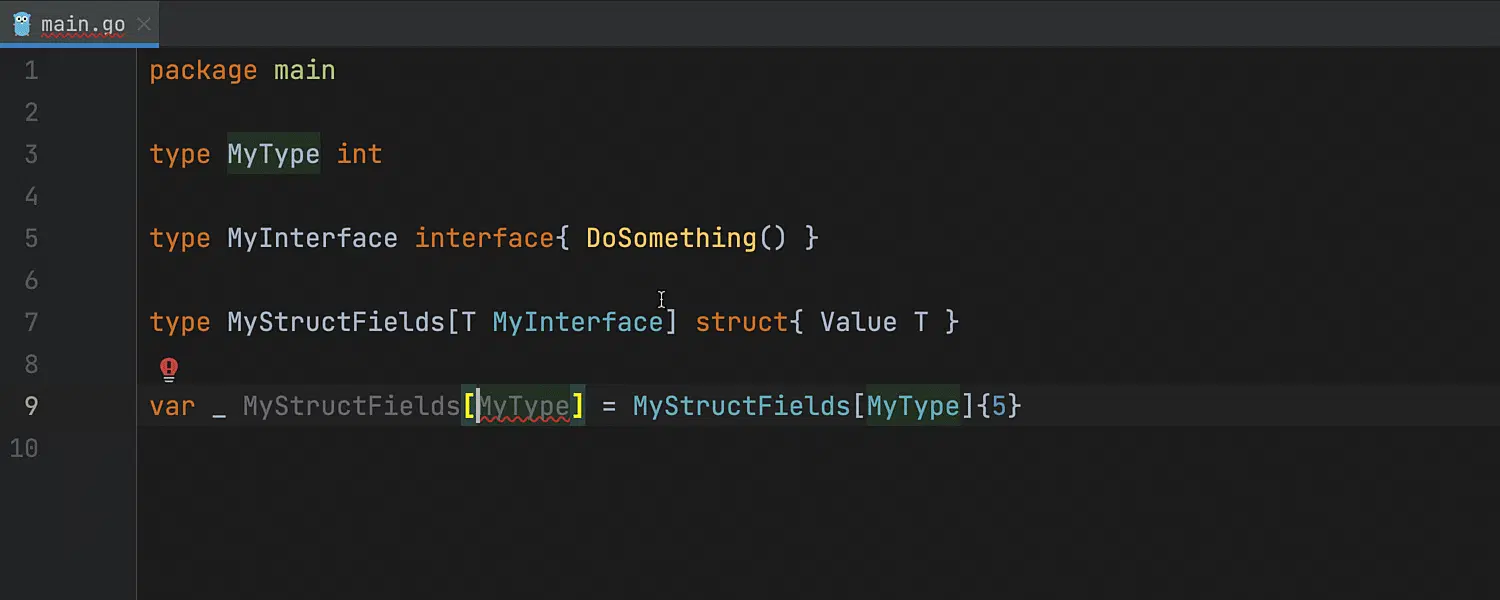 main.go
1 package main
2
3 type MyType int
4
5 type MyInterface interface{ DoSomething() }
6
7 type MyStructFields[T MyInterface] struct{ Value T }
8
9 var _ MyStructFields[MyType] = MyStructFields[MyType]{5}
10